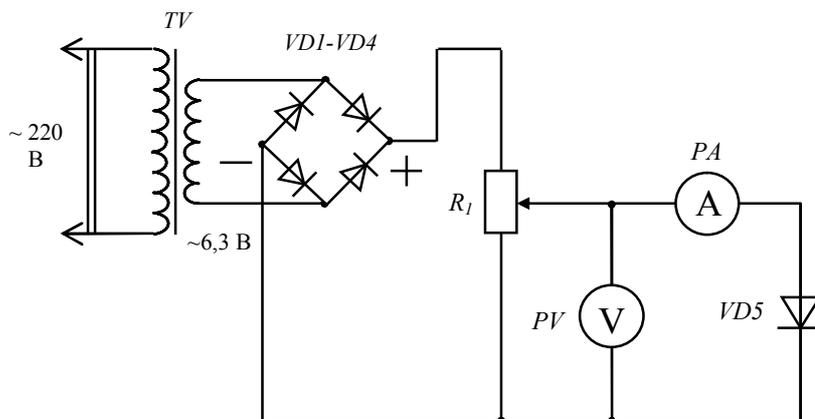 TV
VD1-VD4
~ 220
В
—
+
~6,3 В
R1
PA
A
PV
V
VD5